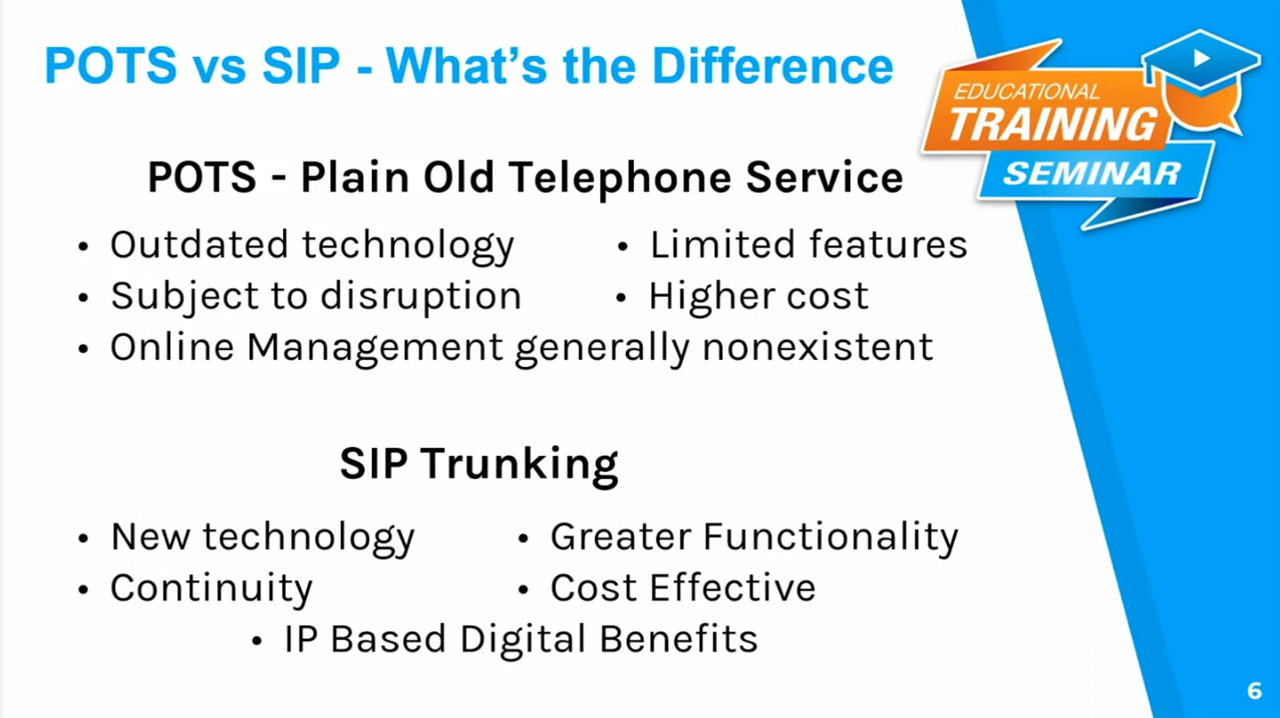 POTS vs SIP - What's the Difference
EDUCATIONAL
TRAINING
SEMINAR
POTS - Plain Old Telephone Service
• Outdated technology
• Limited features
• Subject to disruption
• Higher cost
• Online Management generally nonexistent
SIP Trunking
• New technology
• Greater Functionality
• Continuity
• Cost Effective
• IP Based Digital Benefits
6